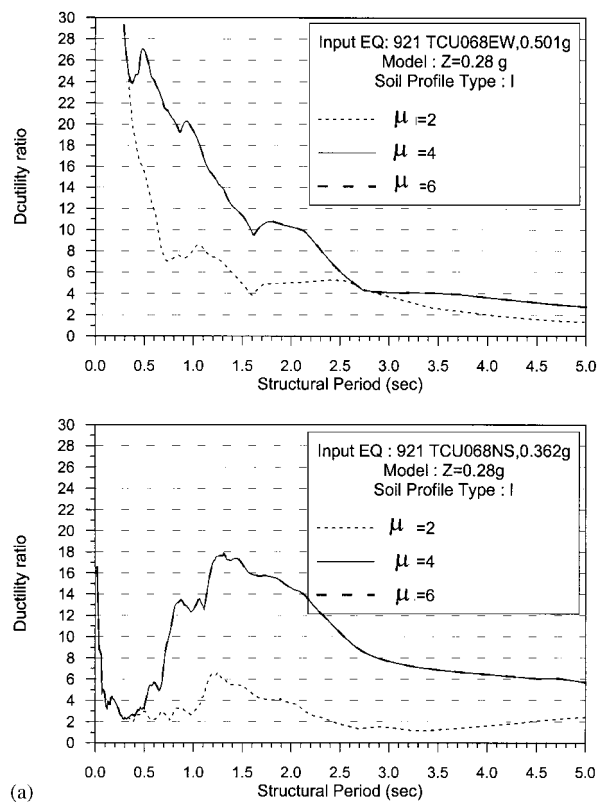 30
28
26
24
22
20
18
16
14
12
10
8
6
4
2
0
Dcutility ratio
Input EQ: 921 TCU068EW,0.501g
Model : Z=0.28 g
Soil Profile Type : I
μ =2
μ =4
μ =6
0.0 0.5 1.0 1.5 2.0 2.5 3.0 3.5 4.0 4.5 5.0
Structural Period (sec)
30
28
26
24
22
20
18
16
14
12
10
8
6
4
2
0
Ductility ratio
Input EQ : 921 TCU068NS,0.362g
Model : Z=0.28g
Soil Profile Type : I
μ =2
μ =4
μ =6
0.0 0.5 1.0 1.5 2.0 2.5 3.0 3.5 4.0 4.5 5.0
Structural Period (sec)
(a)